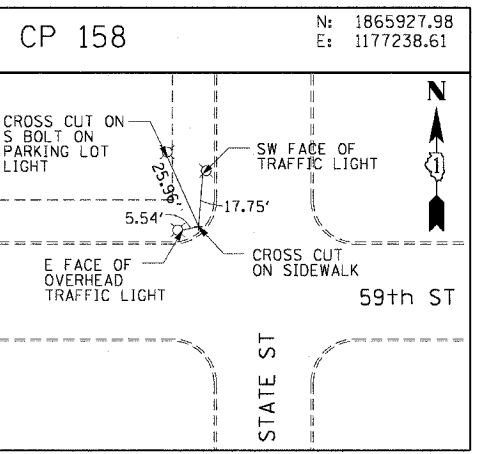 CP 158
N: 1865927.98
E: 1177238.61
N
1
CROSS CUT ON
S BOLT ON
PARKING LOT
LIGHT
SW FACE OF
TRAFFIC LIGHT
25.96'
17.75'
5.54'
CROSS CUT
ON SIDEWALK
E FACE OF
OVERHEAD
TRAFFIC LIGHT
59th ST
STATE ST